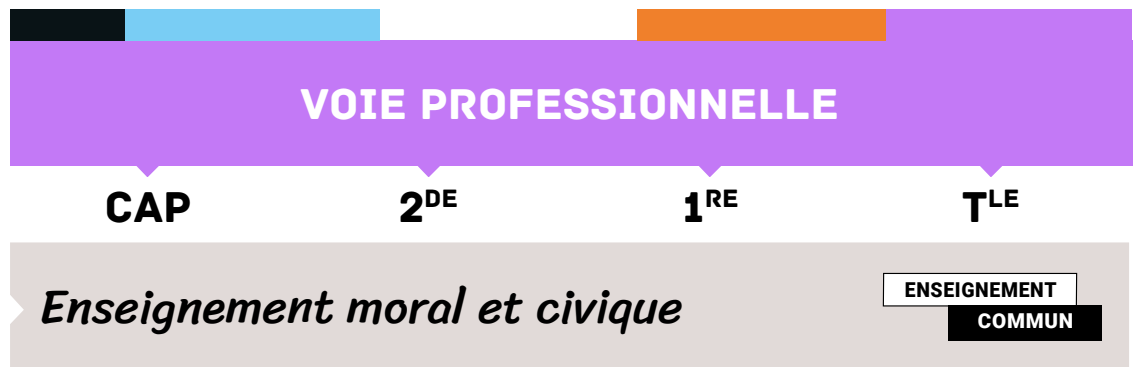 VOIE PROFESSIONNELLE
CAP 2DE 1RE TLE
Enseignement moral et civique
ENSEIGNEMENT
COMMUN